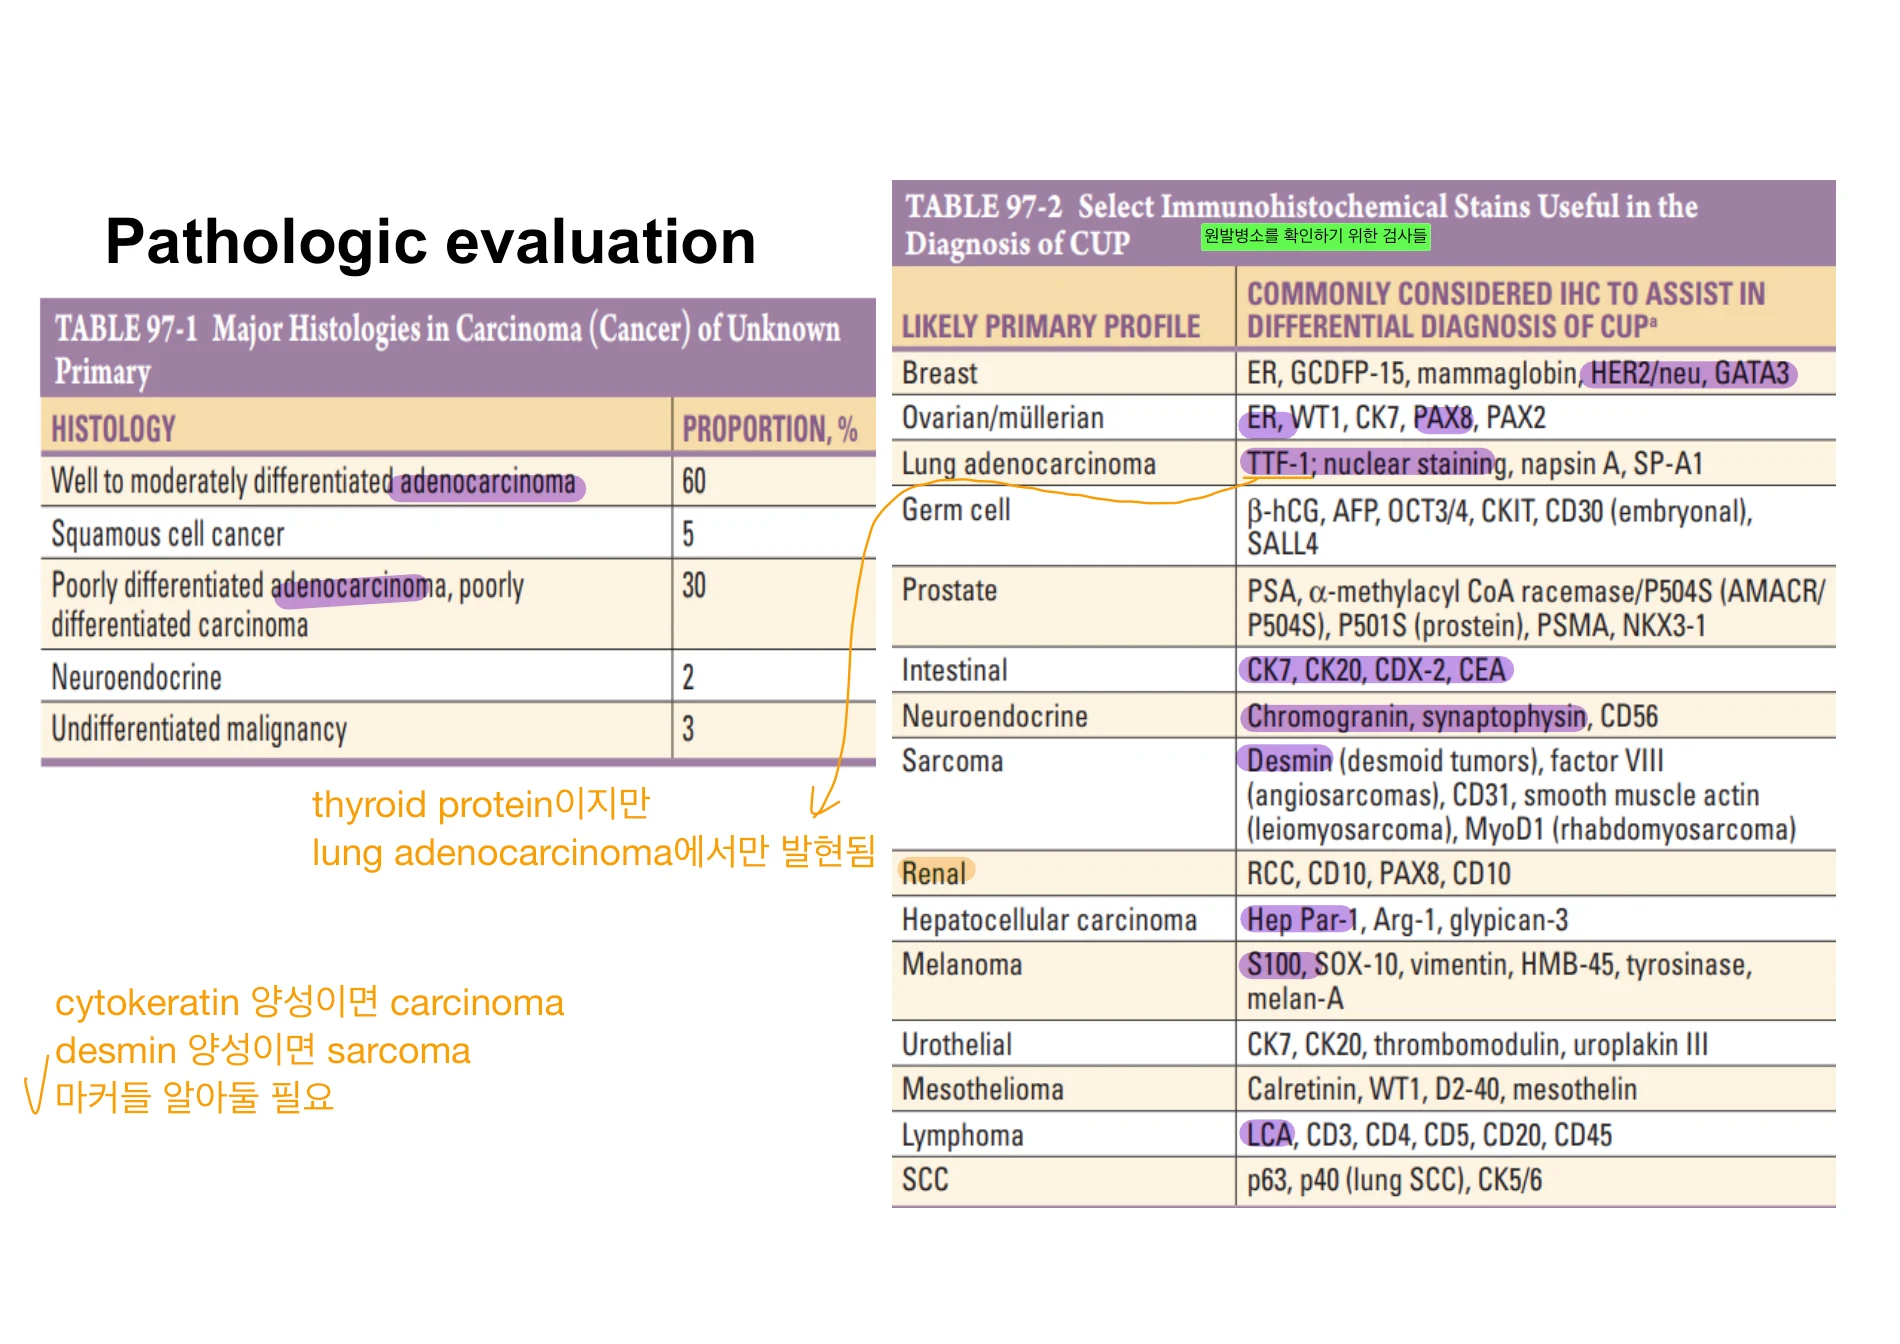 Pathologic evaluation
TABLE 97-1 Major Histologies in Carcinoma (Cancer) of Unknown
Primary
HISTOLOGY PROPORTION, %
Well to moderately differentiated adenocarcinoma 60
Squamous cell cancer 5
Poorly differentiated adenocarcinoma, poorly 30
differentiated carcinoma
Neuroendocrine 2
Undifferentiated malignancy 3
thyroid protein이지만
lung adenocarcinoma에서만 발현됨
cytokeratin 양성이면 carcinoma
desmin 양성이면 sarcoma
마커들 알아둘 필요
TABLE 97-2 Select Immunohistochemical Stains Useful in the
Diagnosis of CUP
원발병소를 확인하기 위한 검사들
LIKELY PRIMARY PROFILE COMMONLY CONSIDERED IHC TO ASSIST IN
DIFFERENTIAL DIAGNOSIS OF CUPª
Breast ER, GCDFP-15, mammaglobin, HER2/neu, GATA3
Ovarian/müllerian ER, WT1, CK7, PAX8, PAX2
Lung adenocarcinoma TTF-1; nuclear staining, napsin A, SP-A1
Germ cell β-hCG, AFP, OCT3/4, CKIT, CD30 (embryonal),
SALL4
Prostate PSA, α-methylacyl CoA racemase/P504S (AMACR/
P504S), P501S (prostein), PSMA, NKX3-1
Intestinal CK7, CK20, CDX-2, CEA
Neuroendocrine Chromogranin, synaptophysin, CD56
Sarcoma Desmin (desmoid tumors), factor VIII
(angiosarcomas), CD31, smooth muscle actin
(leiomyosarcoma), MyoD1 (rhabdomyosarcoma)
Renal RCC, CD10, PAX8, CD10
Hepatocellular carcinoma Hep Par-1, Arg-1, glypican-3
Melanoma S100, SOX-10, vimentin, HMB-45, tyrosinase,
melan-A
Urothelial CK7, CK20, thrombomodulin, uroplakin III
Mesothelioma Calretinin, WT1, D2-40, mesothelin
Lymphoma LCA, CD3, CD4, CD5, CD20, CD45
SCC p63, p40 (lung SCC), CK5/6